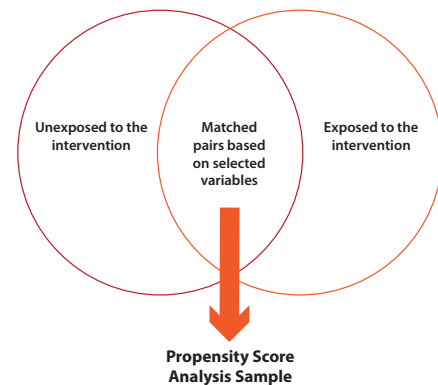 Unexposed to the
intervention
Matched
pairs based
on selected
variables
Exposed to the
intervention
Propensity Score
Analysis Sample